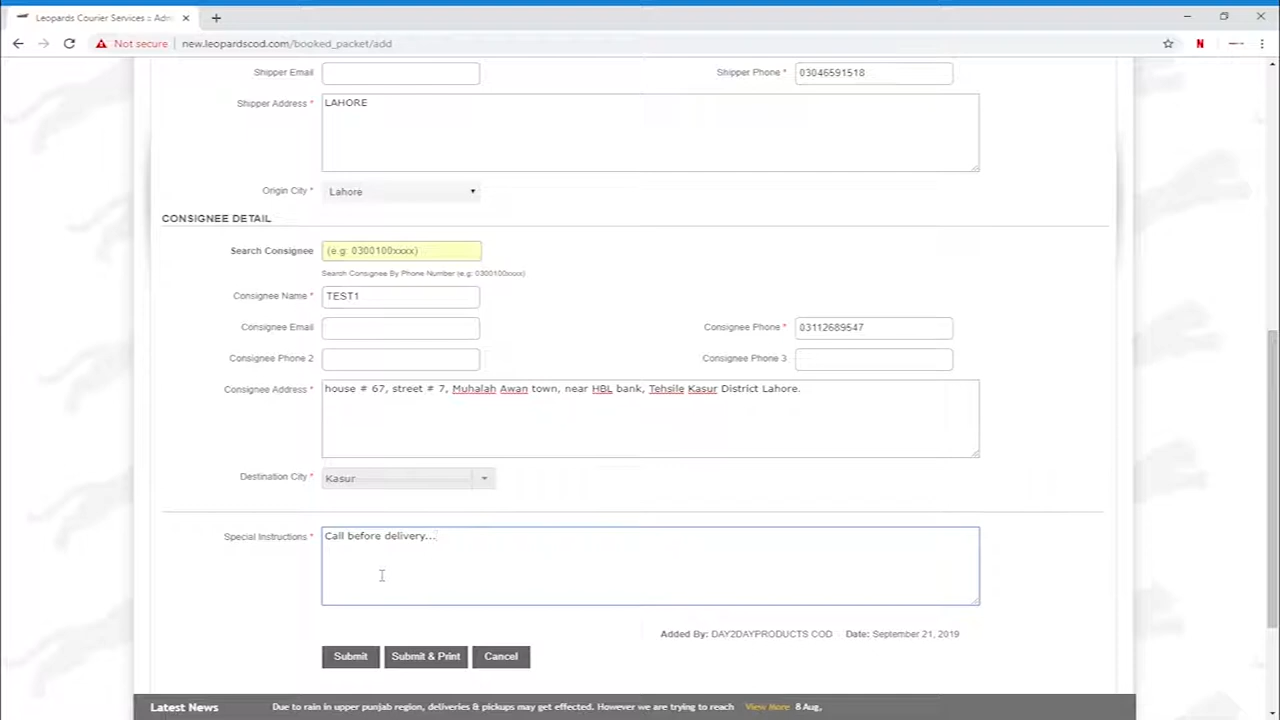 Leopards Courier Services :: Adm
Not secure | new.leopardscod.com/booked_packet/add
Shipper Email
Shipper Phone * 03046591518
Shipper Address * LAHORE
Origin City * Lahore
CONSIGNEE DETAIL
Search Consignee (e.g: 0300100xxxx)
Search Consignee By Phone Number (e.g: 0300100xxxx)
Consignee Name * TEST1
Consignee Email
Consignee Phone * 03112689547
Consignee Phone 2
Consignee Phone 3
Consignee Address * house # 67, street # 7, Muhalah Awan town, near HBL bank, Tehsile Kasur District Lahore.
Destination City * Kasur
Special Instructions * Call before delivery...
Added By: DAY2DAYPRODUCTS COD Date: September 21, 2019
Submit Submit & Print Cancel
Latest News Due to rain in upper punjab region, deliveries & pickups may get effected. However we are trying to reach View More 8 Aug,